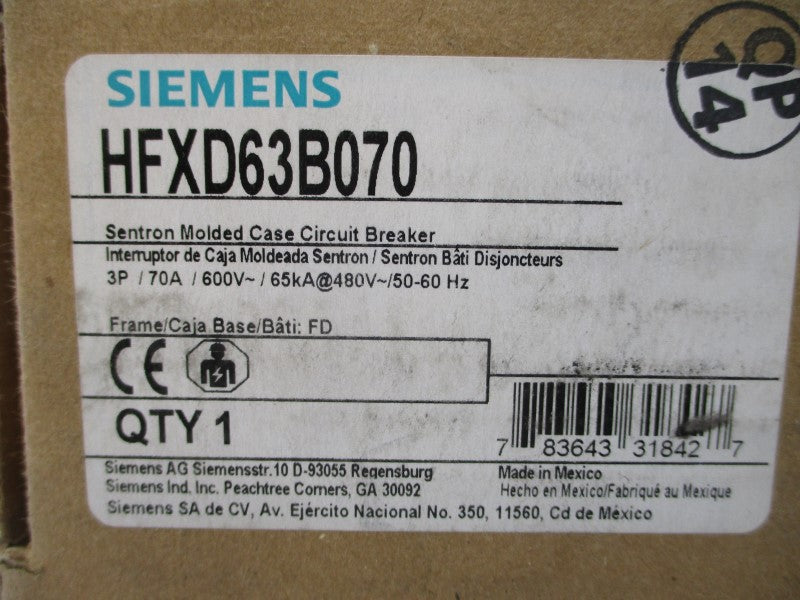 SIEMENS
QP
14
HFXD63B070
Sentron Molded Case Circuit Breaker
Interruptor de Caja Moldeada Sentron / Sentron Bâti Disjoncteurs
3P / 70A / 600V~ / 65kA@480V~/50-60 Hz
Frame/Caja Base/Bâti: FD
CE
QTY 1
7 83643 31842 7
Siemens AG Siemensstr.10 D-93055 Regensburg
Siemens Ind. Inc. Peachtree Corners, GA 30092
Siemens SA de CV, Av. Ejército Nacional No. 350, 11560, Cd de México
Made in Mexico
Hecho en Mexico/Fabriqué au Mexique